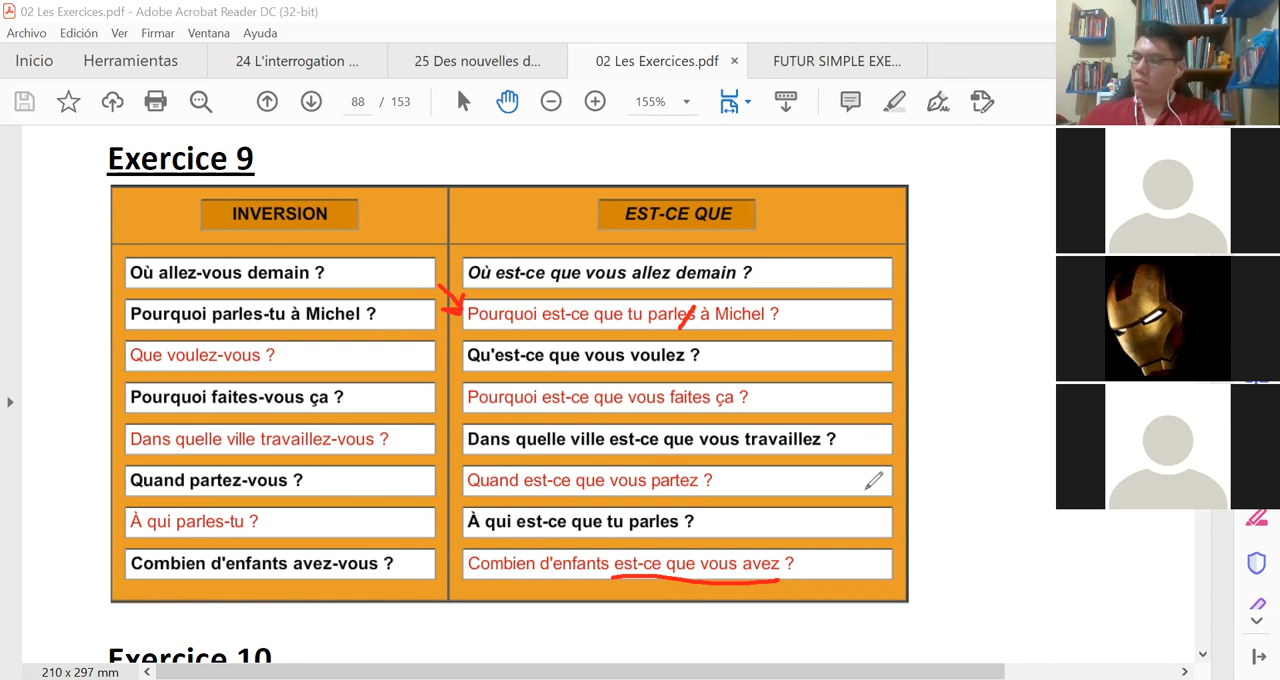 02 Les Exercices.pdf - Adobe Acrobat Reader DC (32-bit)
Archivo Edición Ver Firmar Ventana Ayuda
Inicio Herramientas 24 L'interrogation ... 25 Des nouvelles d... 02 Les Exercices.pdf × FUTUR SIMPLE EXE...
88 / 153 155%
Exercice 9
INVERSION EST-CE QUE
Où allez-vous demain ? Où est-ce que vous allez demain ?
Pourquoi parles-tu à Michel ? Pourquoi est-ce que tu parles à Michel ?
Que voulez-vous ? Qu'est-ce que vous voulez ?
Pourquoi faites-vous ça ? Pourquoi est-ce que vous faites ça ?
Dans quelle ville travaillez-vous ? Dans quelle ville est-ce que vous travaillez ?
Quand partez-vous ? Quand est-ce que vous partez ?
À qui parles-tu ? À qui est-ce que tu parles ?
Combien d'enfants avez-vous ? Combien d'enfants est-ce que vous avez ?
Exercice 10
210 x 297 mm